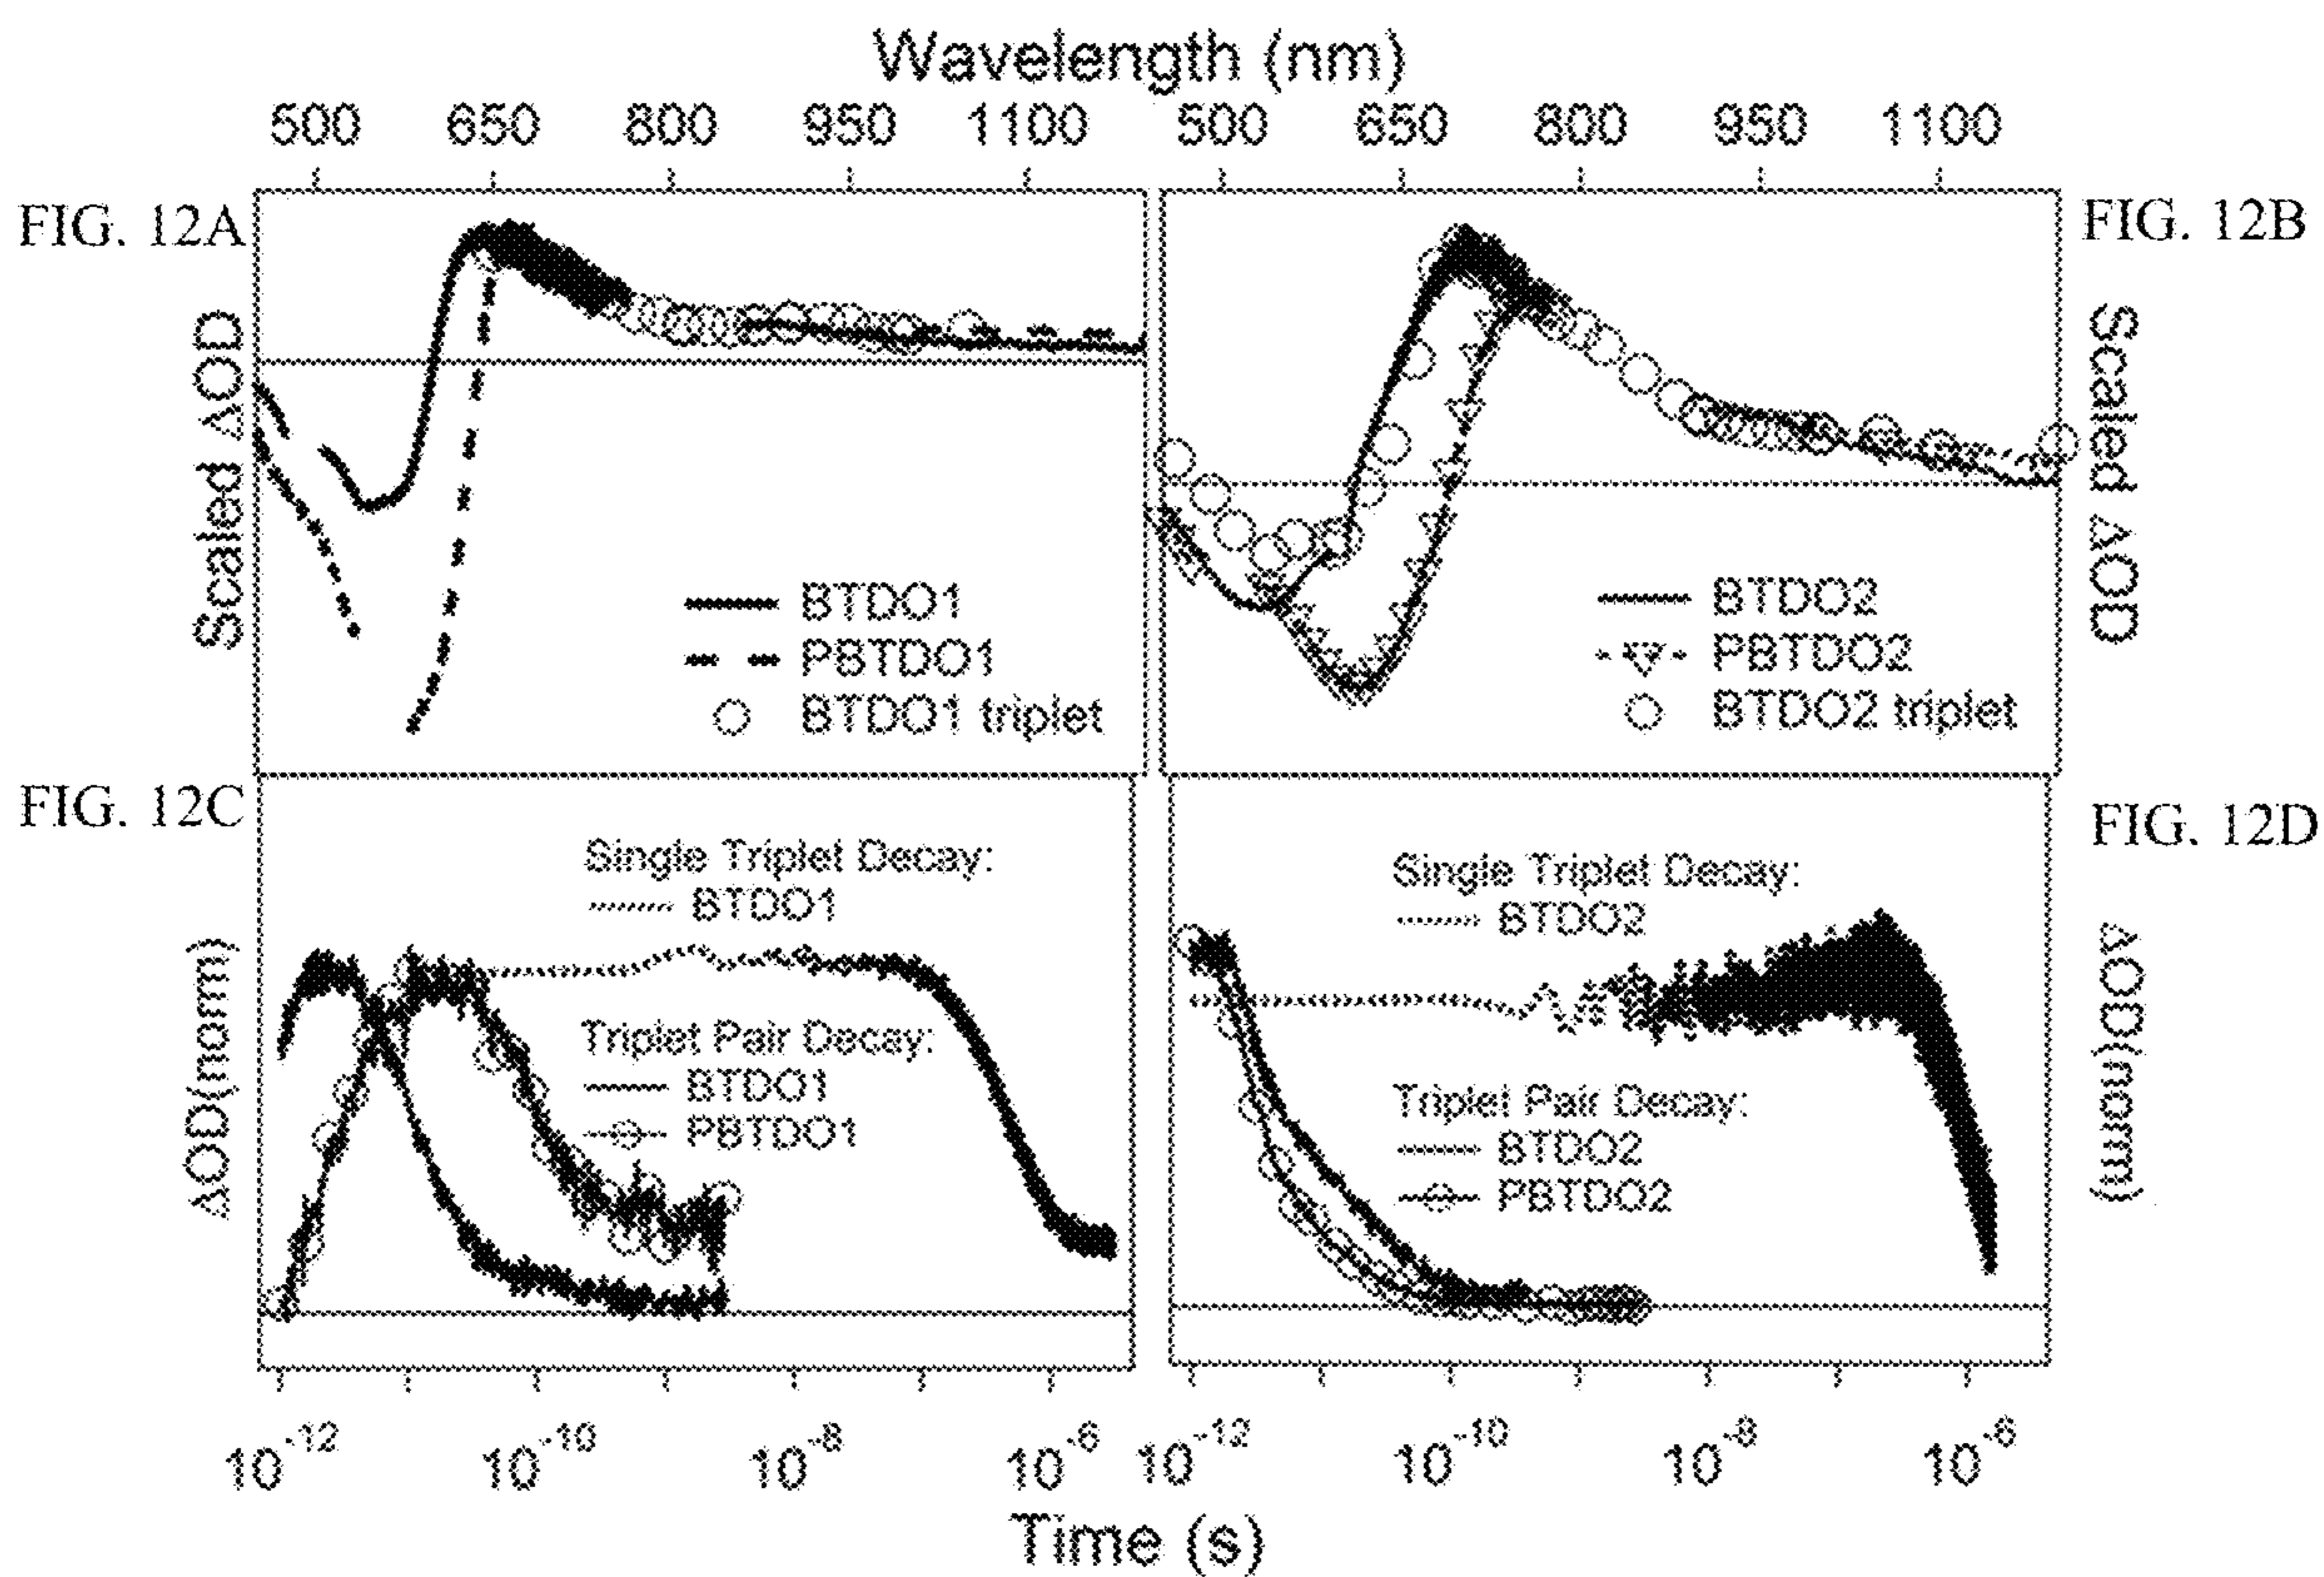 Wavelength (nm)
500 650 800 950 1100 500 650 800 950 1100
FIG. 12A
FIG. 12B
Scaled ΔOD
BTDO1
PBTDO1
BTDO1 triplet
BTDO2
PBTDO2
BTDO2 triplet
Scaled ΔOD
FIG. 12C
FIG. 12D
ΔOD(norm)
Single Triplet Decay:
BTDO1
Triplet Pair Decay:
BTDO1
PBTDO1
Single Triplet Decay:
BTDO2
Triplet Pair Decay:
BTDO2
PBTDO2
ΔOD(norm)
10⁻¹² 10⁻¹⁰ 10⁻⁸ 10⁻⁶ 10⁻¹² 10⁻¹⁰ 10⁻⁸ 10⁻⁶
Time (s)